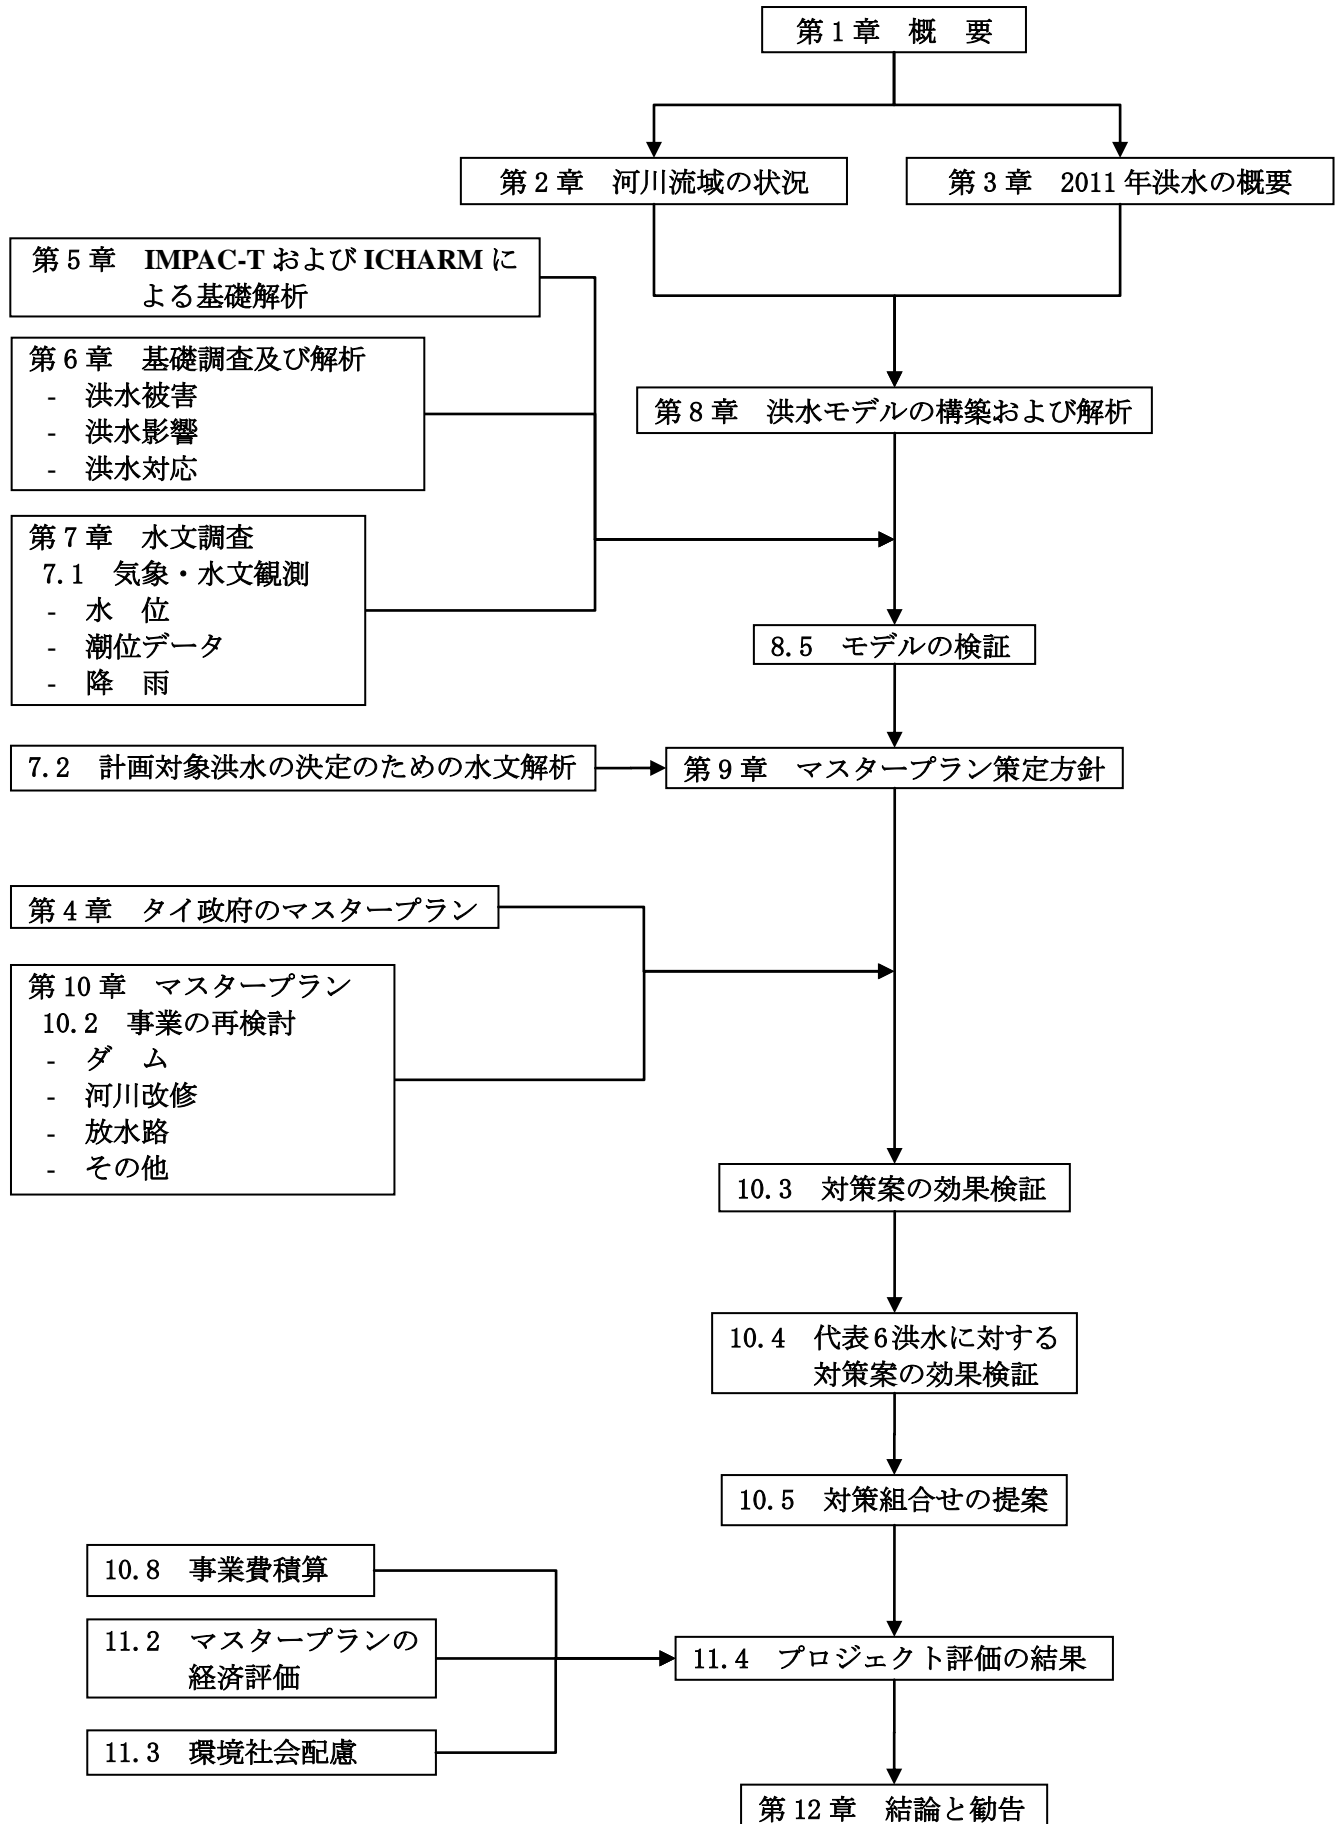 第1章　概　要
第2章　河川流域の状況
第3章　2011年洪水の概要
第5章　IMPAC-TおよびICHARMに
よる基礎解析
第6章　基礎調査及び解析
-　洪水被害
-　洪水影響
-　洪水対応
第8章　洪水モデルの構築および解析
第7章　水文調査
7.1　気象・水文観測
-　水　位
-　潮位データ
-　降　雨
8.5　モデルの検証
7.2　計画対象洪水の決定のための水文解析
第9章　マスタープラン策定方針
第4章　タイ政府のマスタープラン
第10章　マスタープラン
10.2　事業の再検討
-　ダ　ム
-　河川改修
-　放水路
-　その他
10.3　対策案の効果検証
10.4　代表6洪水に対する
対策案の効果検証
10.5　対策組合せの提案
10.8　事業費積算
11.2　マスタープランの
経済評価
11.4　プロジェクト評価の結果
11.3　環境社会配慮
第12章　結論と勧告